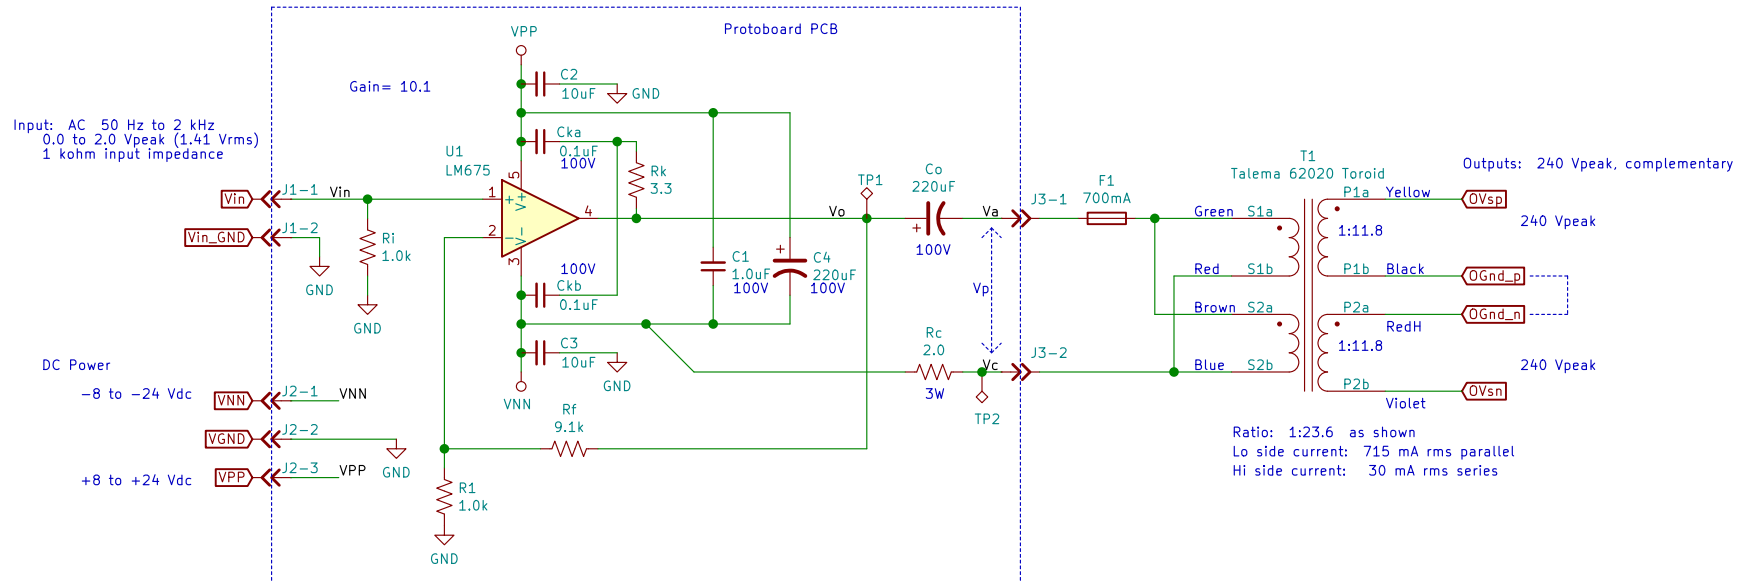 Protoboard PCB
VPP
Gain= 10.1
C2
10uF
GND
Input:  AC  50 Hz to 2 kHz
0.0 to 2.0 Vpeak (1.41 Vrms)
1 kohm input impedance
U1
LM675
Cka
0.1uF
100V
Rk
3.3
5
V+
1
+
4
2
-
V-
3
Vin
J1-1
Vin
Vin_GND
J1-2
GND
Ri
1.0k
GND
100V
Ckb
0.1uF
C1
1.0uF
100V
+
C4
220uF
100V
Vo
TP1
Co
220uF
+
100V
Va
J3-1
Vp
F1
700mA
T1
Talema 62020 Toroid
Outputs:  240 Vpeak, complementary
Green
S1a
P1a
Yellow
OVsp
240 Vpeak
1:11.8
Red
S1b
P1b
Black
OGnd_p
Brown
S2a
P2a
OGnd_n
RedH
1:11.8
Blue
S2b
P2b
240 Vpeak
OVsn
Violet
Rc
2.0
3W
Vc
J3-2
TP2
C3
10uF
GND
VNN
DC Power
-8 to -24 Vdc
VNN
J2-1
VNN
VGND
J2-2
GND
+8 to +24 Vdc
VPP
J2-3
VPP
Rf
9.1k
R1
1.0k
GND
Ratio:  1:23.6  as shown
Lo side current:  715 mA rms parallel
Hi side current:   30 mA rms series